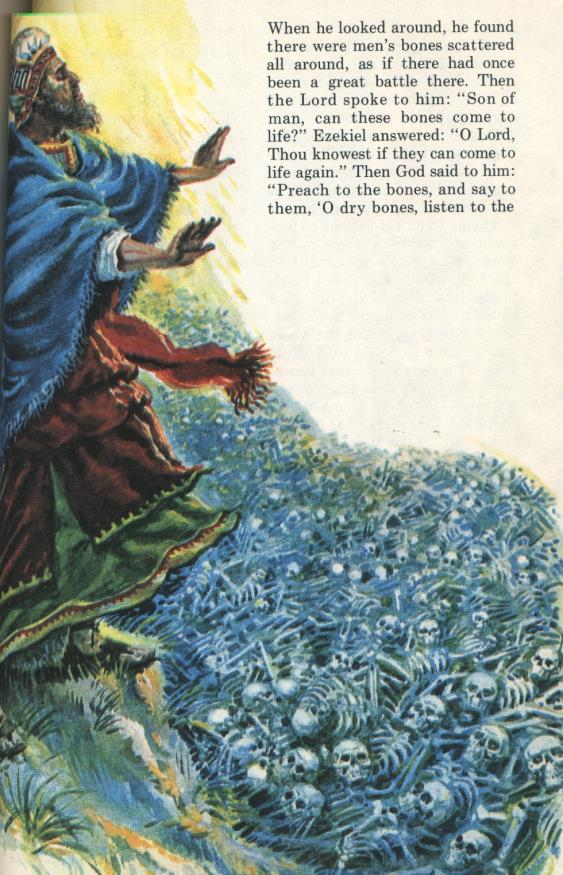 When he looked around, he found
there were men's bones scattered
all around, as if there had once
been a great battle there. Then
the Lord spoke to him: “Son of
man, can these bones come to
life?” Ezekiel answered: “O Lord,
Thou knowest if they can come to
life again.” Then God said to him:
“Preach to the bones, and say to
them, ‘O dry bones, listen to the